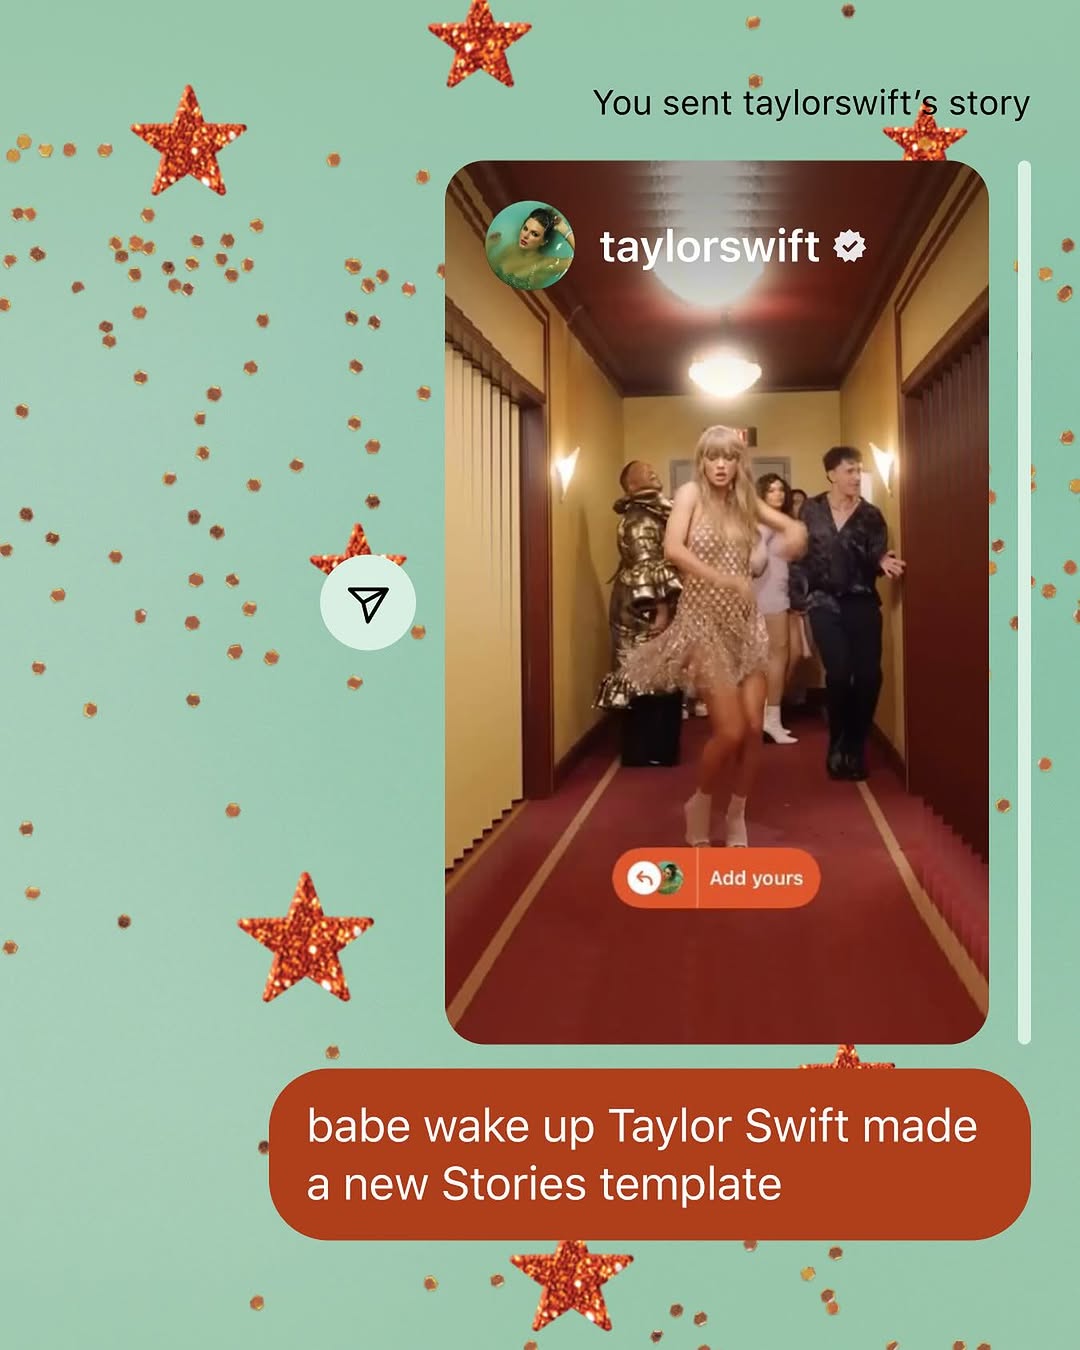 You sent taylorswift’s story
taylorswift
Add yours
babe wake up Taylor Swift made
a new Stories template